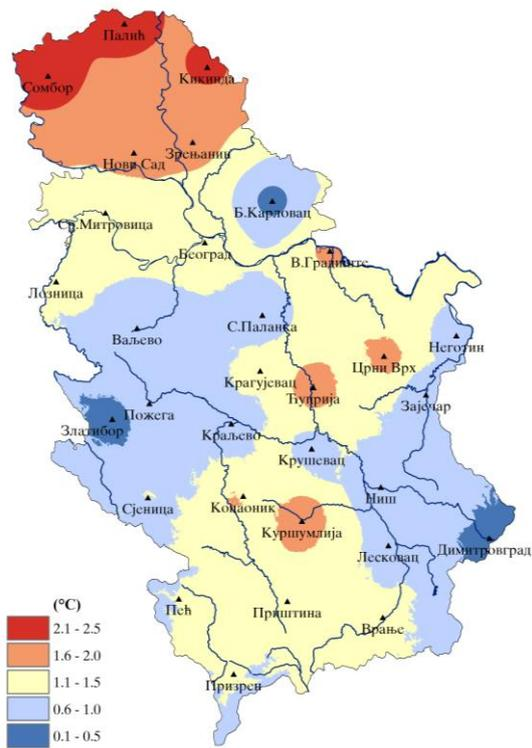 Палић
Сомбор
Кикинда
Зрењанин
Нови Сад
Б.Карловац
Ср.Митровица
Београд
В.Градиште
Лозница
С.Паланка
Ваљево
Неготин
Црни Врх
Крагујевац
Ћуприја
Зајечар
Пожега
Златибор
Краљево
Крушевац
Ниш
Сјеница
Копаоник
Куршумлија
Димитровград
Лесковац
Пећ
Приштина
Врање
Призрен
(°C)
2.1 - 2.5
1.6 - 2.0
1.1 - 1.5
0.6 - 1.0
0.1 - 0.5